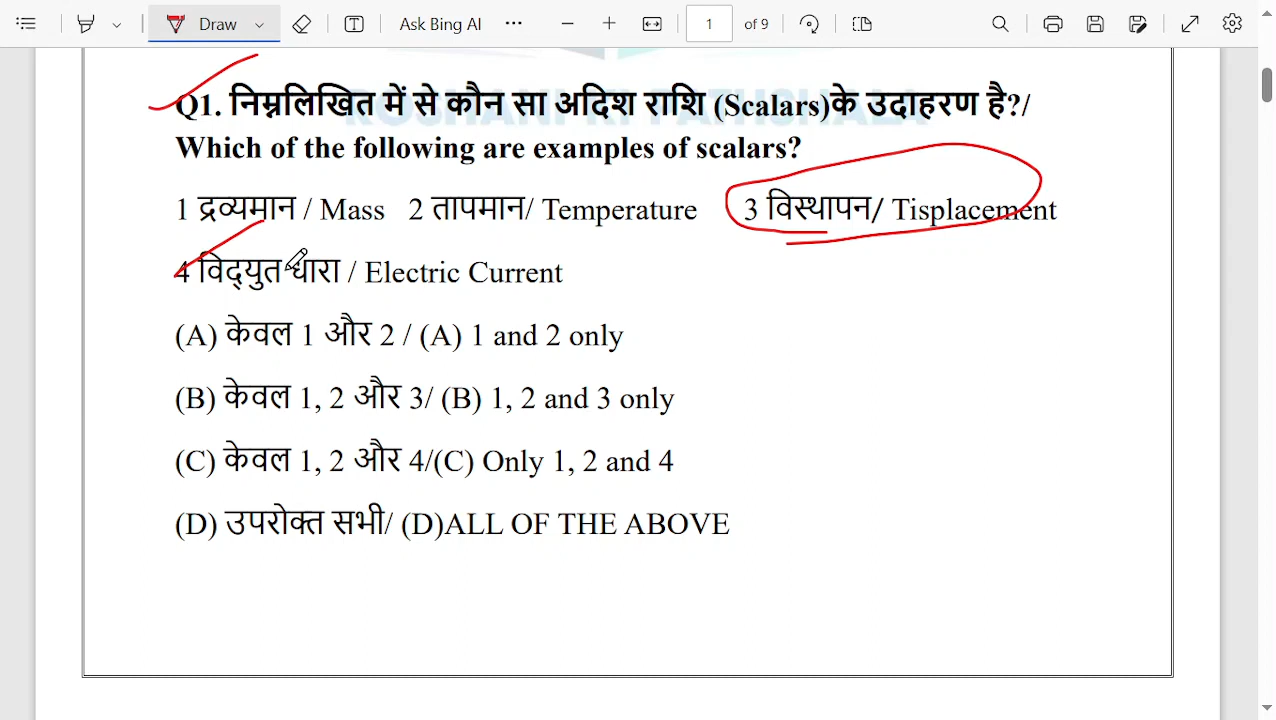 Draw Ask Bing AI 1 of 9
ROSHANI KI PATHSHALA
Q1. निम्नलिखित में से कौन सा अदिश राशि (Scalars)के उदाहरण है?/
Which of the following are examples of scalars?
1 द्रव्यमान / Mass 2 तापमान/ Temperature 3 विस्थापन/ Tisplacement
4 विद्युत धारा / Electric Current
(A) केवल 1 और 2 / (A) 1 and 2 only
(B) केवल 1, 2 और 3/ (B) 1, 2 and 3 only
(C) केवल 1, 2 और 4/(C) Only 1, 2 and 4
(D) उपरोक्त सभी/ (D)ALL OF THE ABOVE